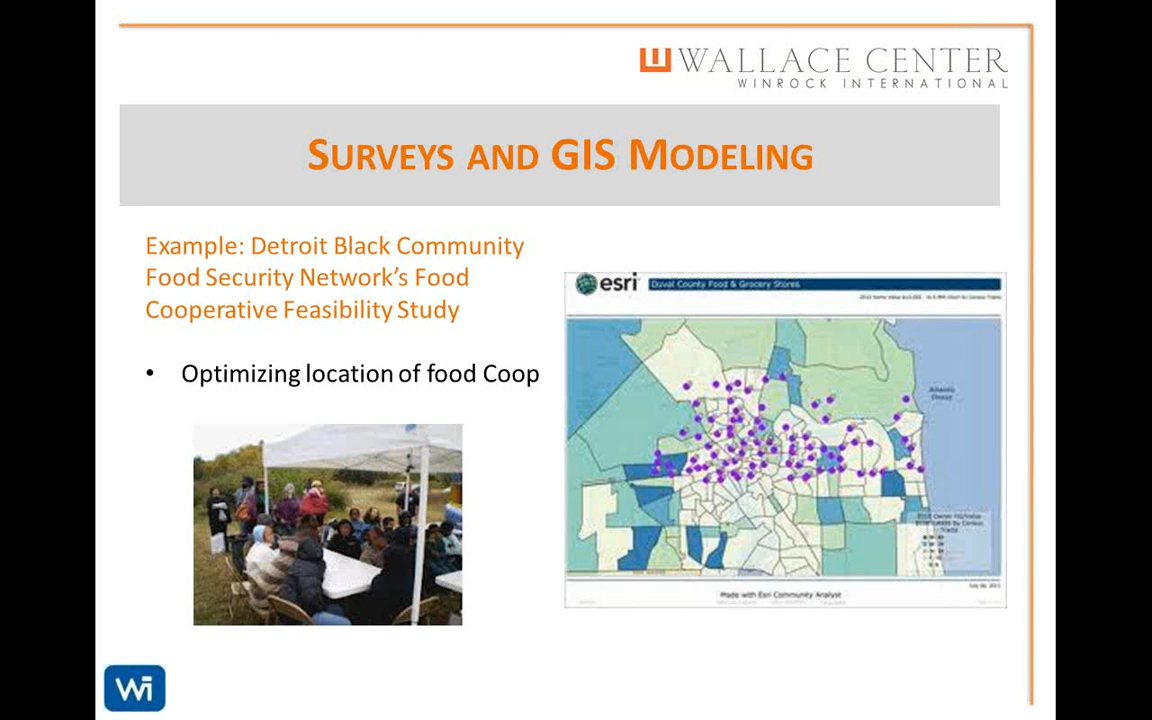 WALLACE CENTER
WINROCK INTERNATIONAL
SURVEYS AND GIS MODELING
Example: Detroit Black Community
Food Security Network's Food
Cooperative Feasibility Study
• Optimizing location of food Coop
esri
Duval County Food & Grocery Stores
Atlantic
Ocean
Made with Esri Community Analyst
Wi